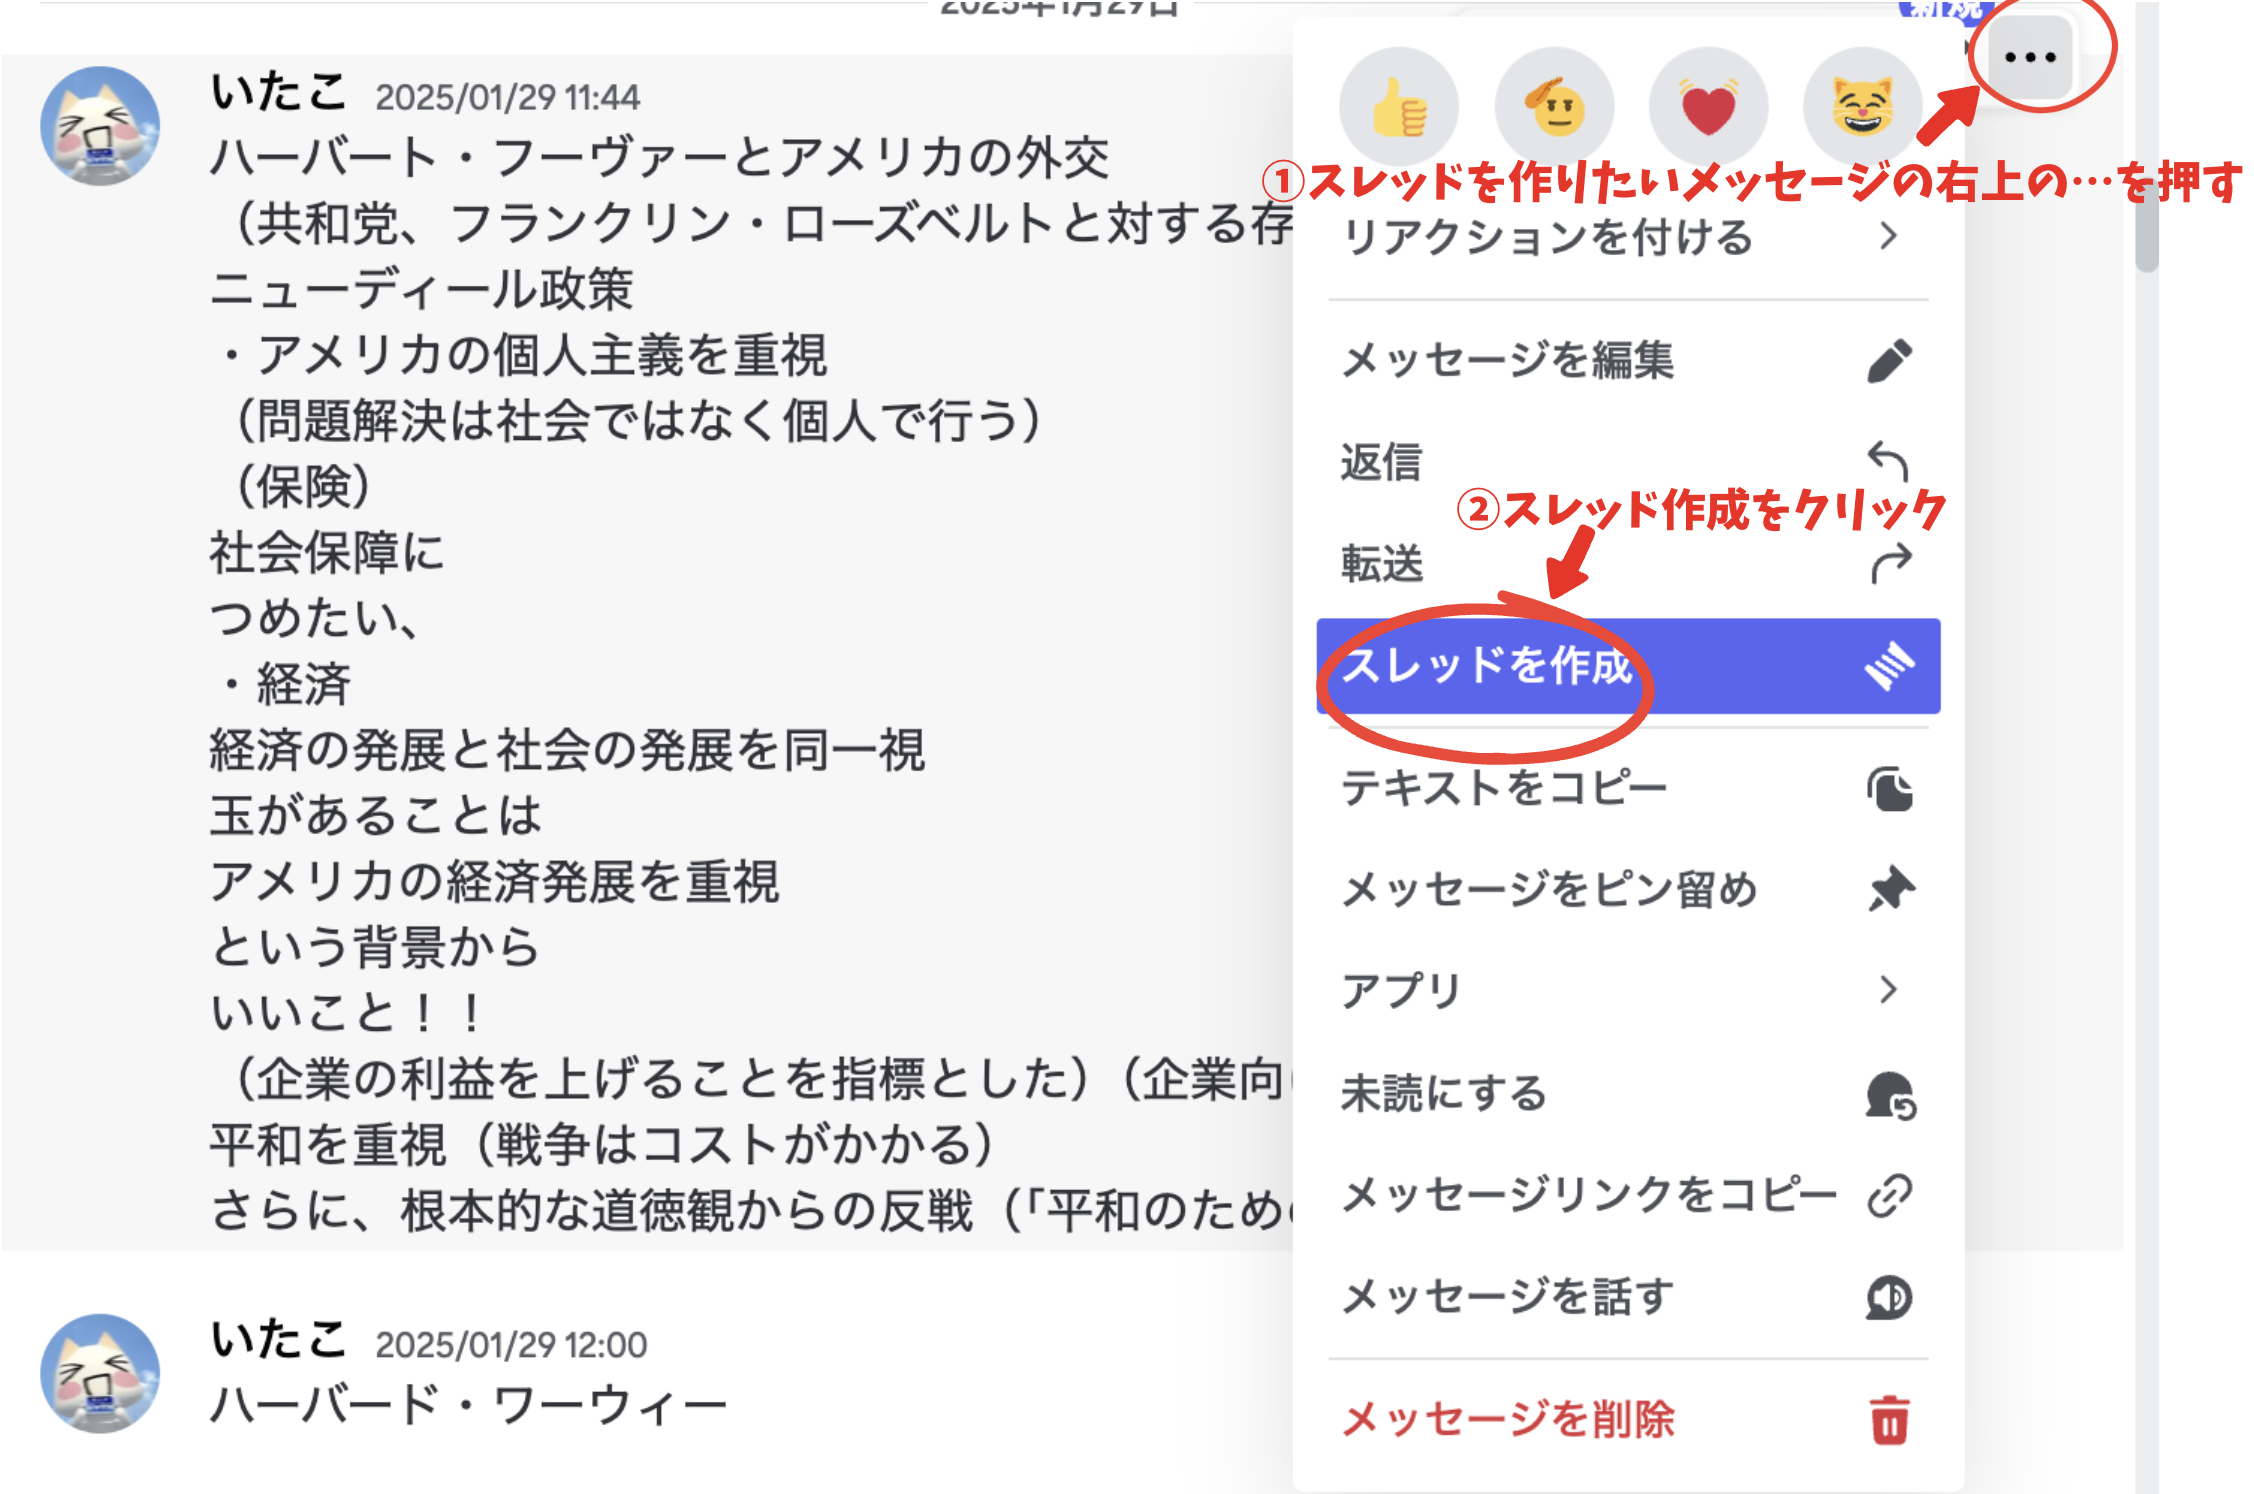 2025年1月29日
新規
いたこ 2025/01/29 11:44
ハーバート・フーヴァーとアメリカの外交
（共和党、フランクリン・ローズベルトと対する存
ニューディール政策
・アメリカの個人主義を重視
（問題解決は社会ではなく個人で行う）
（保険）
社会保障に
つめたい、
・経済
経済の発展と社会の発展を同一視
玉があることは
アメリカの経済発展を重視
という背景から
いいこと！！
（企業の利益を上げることを指標とした）（企業向
平和を重視（戦争はコストがかかる）
さらに、根本的な道徳観からの反戦（「平和のため
いたこ 2025/01/29 12:00
ハーバード・ワーウィー
①スレッドを作りたいメッセージの右上の…を押す
リアクションを付ける
メッセージを編集
返信
②スレッド作成をクリック
転送
スレッドを作成
テキストをコピー
メッセージをピン留め
アプリ
未読にする
メッセージリンクをコピー
メッセージを話す
メッセージを削除